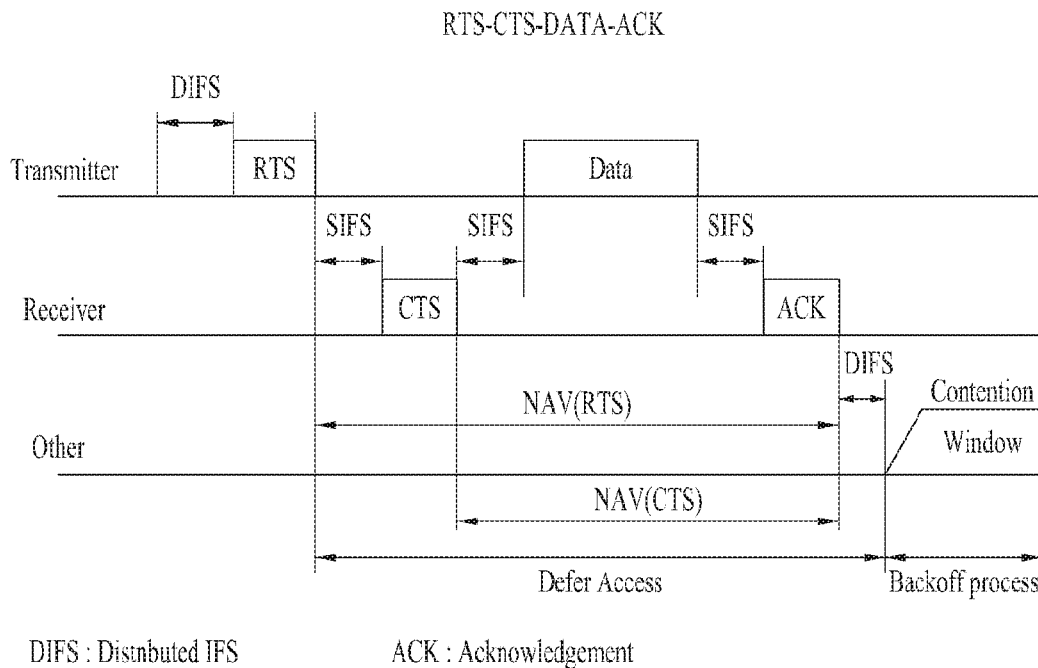 RTS-CTS-DATA-ACK
DIFS
Transmitter
RTS
Data
SIFS
SIFS
SIFS
Receiver
CTS
ACK
DIFS
NAV(RTS)
Contention
Window
Other
NAV(CTS)
Defer Access
Backoff process
DIFS : Distributed IFS
ACK : Acknowledgement